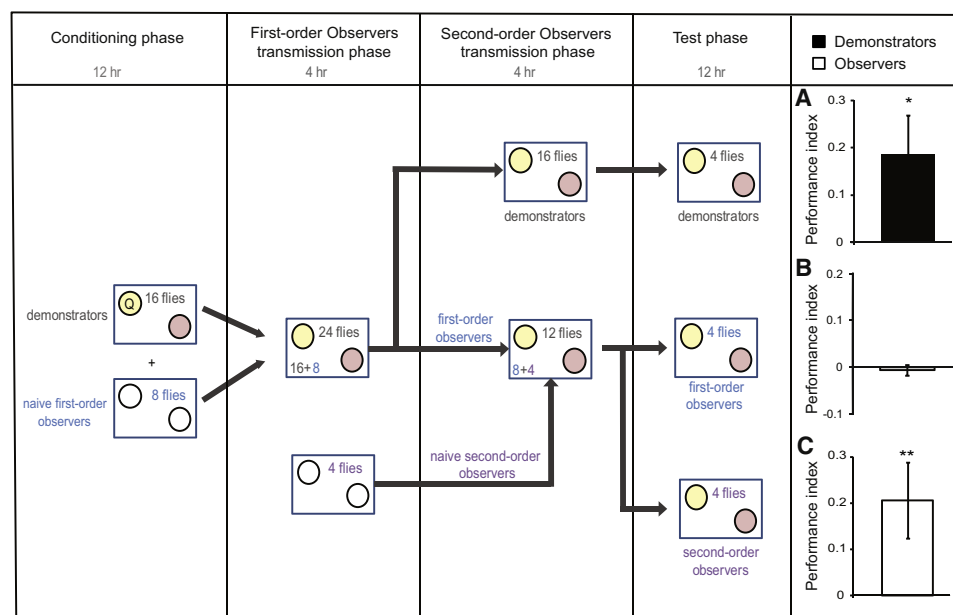 Conditioning phase
12 hr
First-order Observers
transmission phase
4 hr
Second-order Observers
transmission phase
4 hr
Test phase
12 hr
Demonstrators
Observers
demonstrators
Q
16 flies
+
naive first-order
observers
8 flies
24 flies
16+8
4 flies
16 flies
demonstrators
first-order
observers
12 flies
8+4
naive second-order
observers
4 flies
demonstrators
4 flies
first-order
observers
4 flies
second-order
observers
A
Performance index
0.3
0.2
0.1
0
*
B
Performance index
0.2
0.1
0
-0.1
C
Performance index
0.3
0.2
0.1
0
**